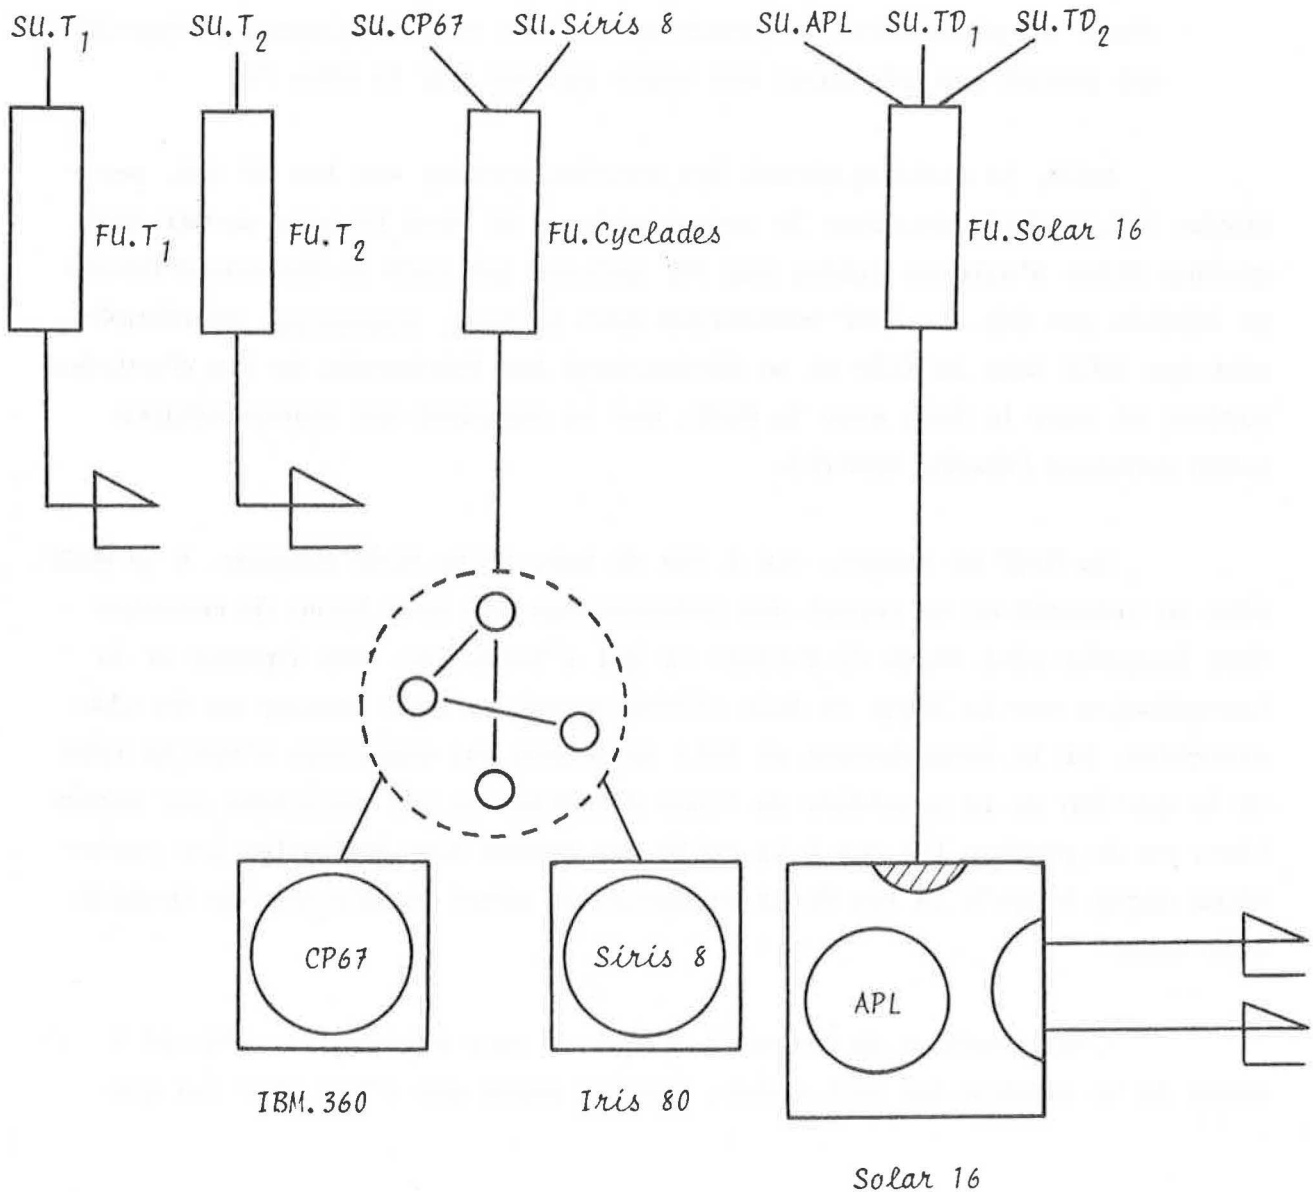 SU.T1 SU.T2 SU.CP67 SU.Siris 8 SU.APL SU.TD1 SU.TD2
FU.T1 FU.T2 FU.Cyclades FU.Solar 16
CP67 Siris 8 APL
IBM.360 Iris 80
Solar 16